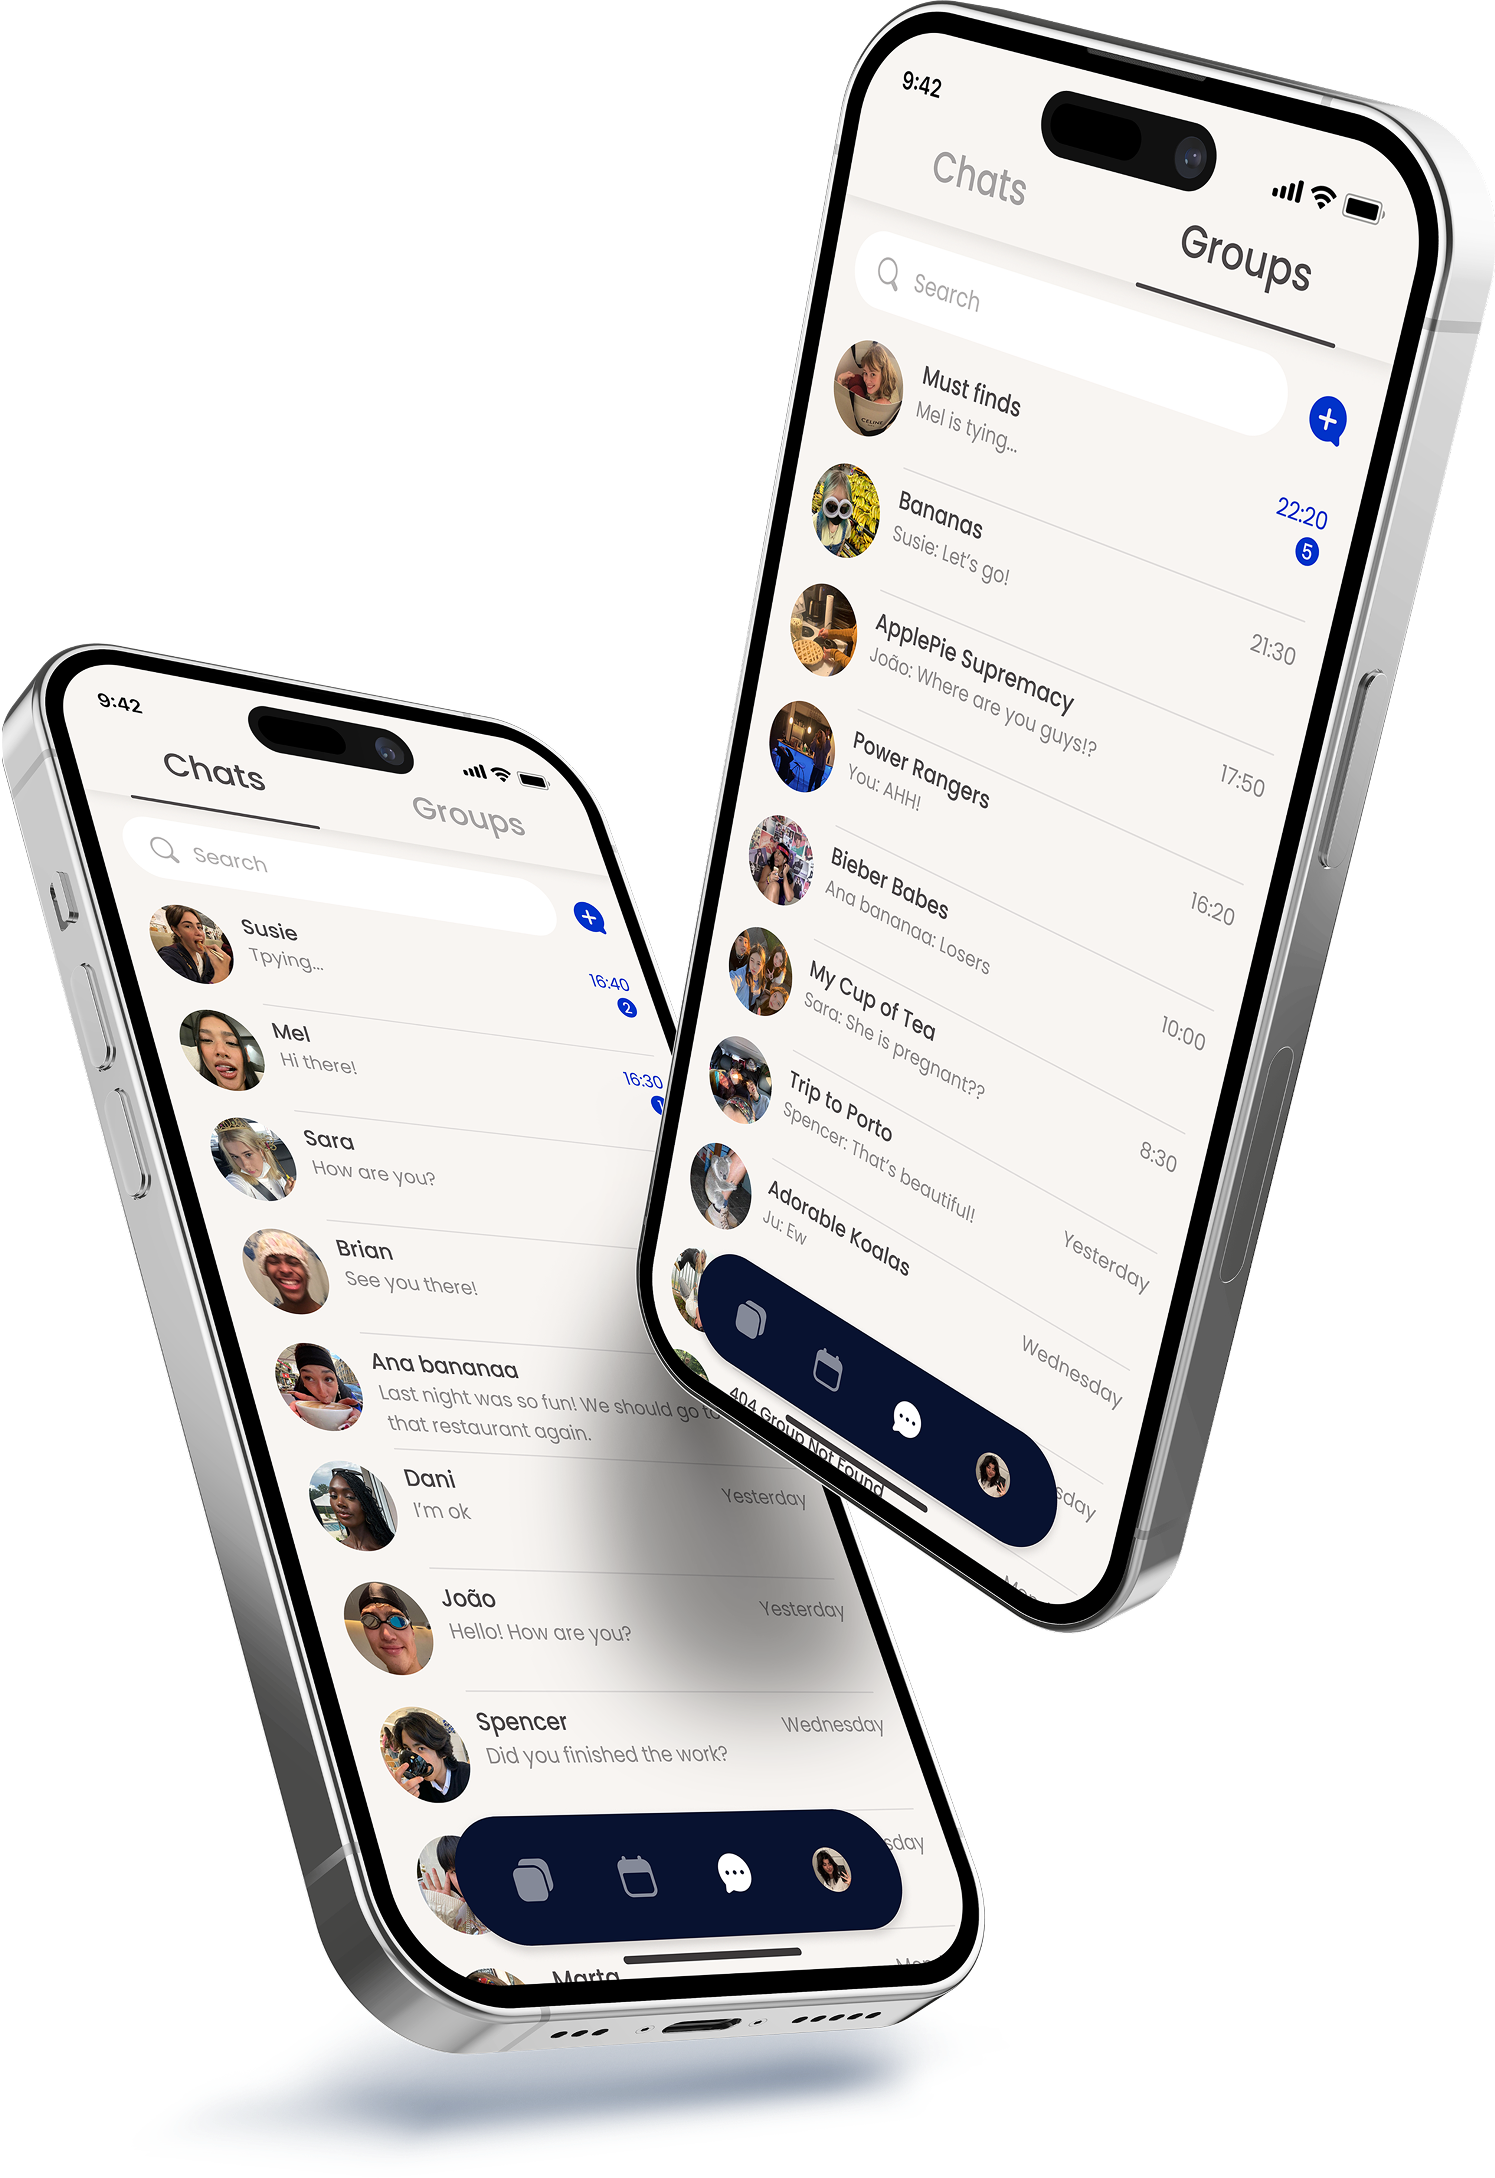 9:42
Chats
Groups
Search
Must finds
Mel is tying...
22:20
5
Bananas
Susie: Let's go!
21:30
ApplePie Supremacy
João: Where are you guys!?
17:50
Power Rangers
You: AHH!
16:20
Bieber Babes
Ana bananaa: Losers
10:00
My Cup of Tea
Sara: She is pregnant??
8:30
Trip to Porto
Spencer: That's beautiful!
Yesterday
Adorable Koalas
Ju: Ew
Wednesday
sday
404 Group Not Found
9:42
Chats
Groups
Search
Susie
Tpying...
16:40
2
Mel
Hi there!
16:30
1
Sara
How are you?
Brian
See you there!
Ana bananaa
Last night was so fun! We should go to
that restaurant again.
Dani
I'm ok
Yesterday
João
Hello! How are you?
Yesterday
Spencer
Did you finished the work?
Wednesday
sday
Marta